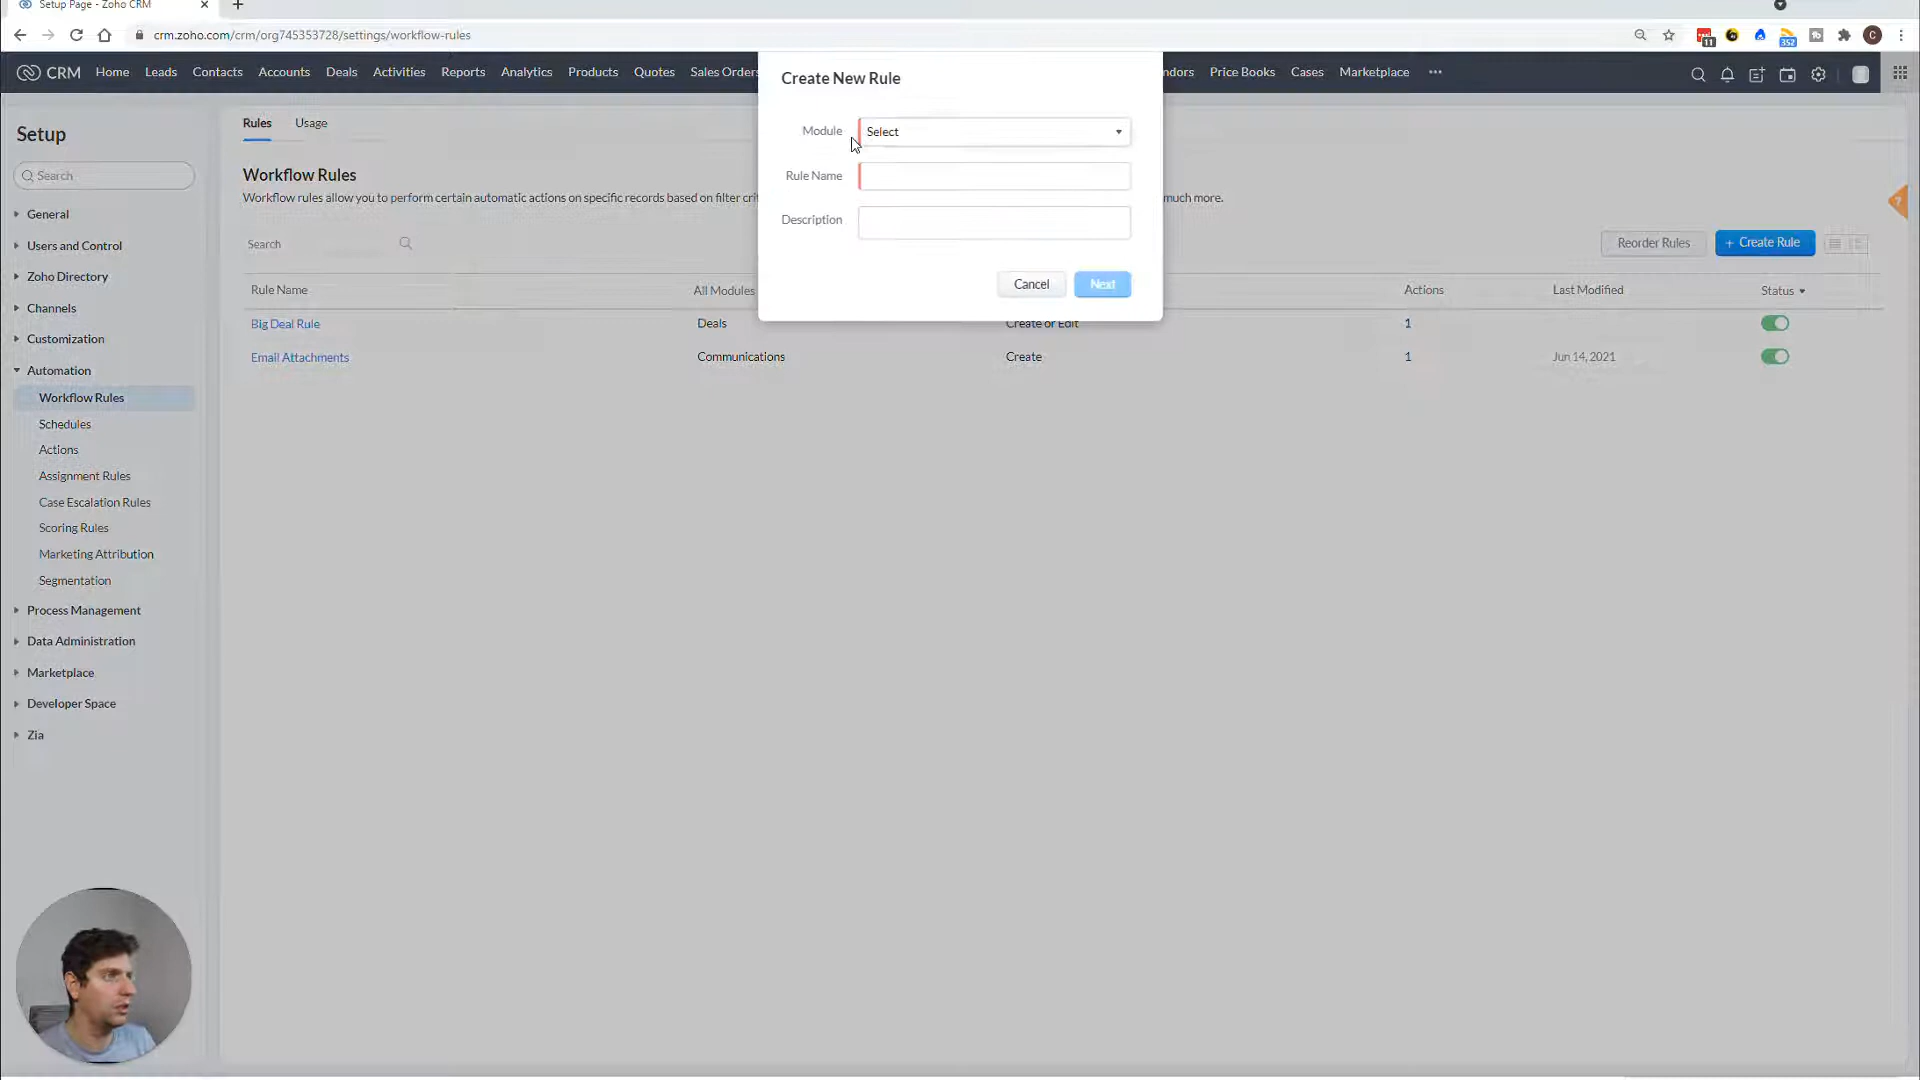 Setup Page - Zoho CRM
crm.zoho.com/crm/org745353728/settings/workflow-rules
11
352
C
CRM
Home
Leads
Contacts
Accounts
Deals
Activities
Reports
Analytics
Products
Quotes
Sales Orders
ndors
Price Books
Cases
Marketplace
Create New Rule
Module
Select
Rule Name
Description
Cancel
Next
Setup
Search
General
Users and Control
Zoho Directory
Channels
Customization
Automation
Workflow Rules
Schedules
Actions
Assignment Rules
Case Escalation Rules
Scoring Rules
Marketing Attribution
Segmentation
Process Management
Data Administration
Marketplace
Developer Space
Zia
Rules
Usage
Workflow Rules
Workflow rules allow you to perform certain automatic actions on specific records based on filter crit much more.
Search
Reorder Rules
+ Create Rule
Rule Name
All Modules
Actions
Last Modified
Status
Big Deal Rule
Deals
Create or Edit
1
Email Attachments
Communications
Create
1
Jun 14, 2021
?